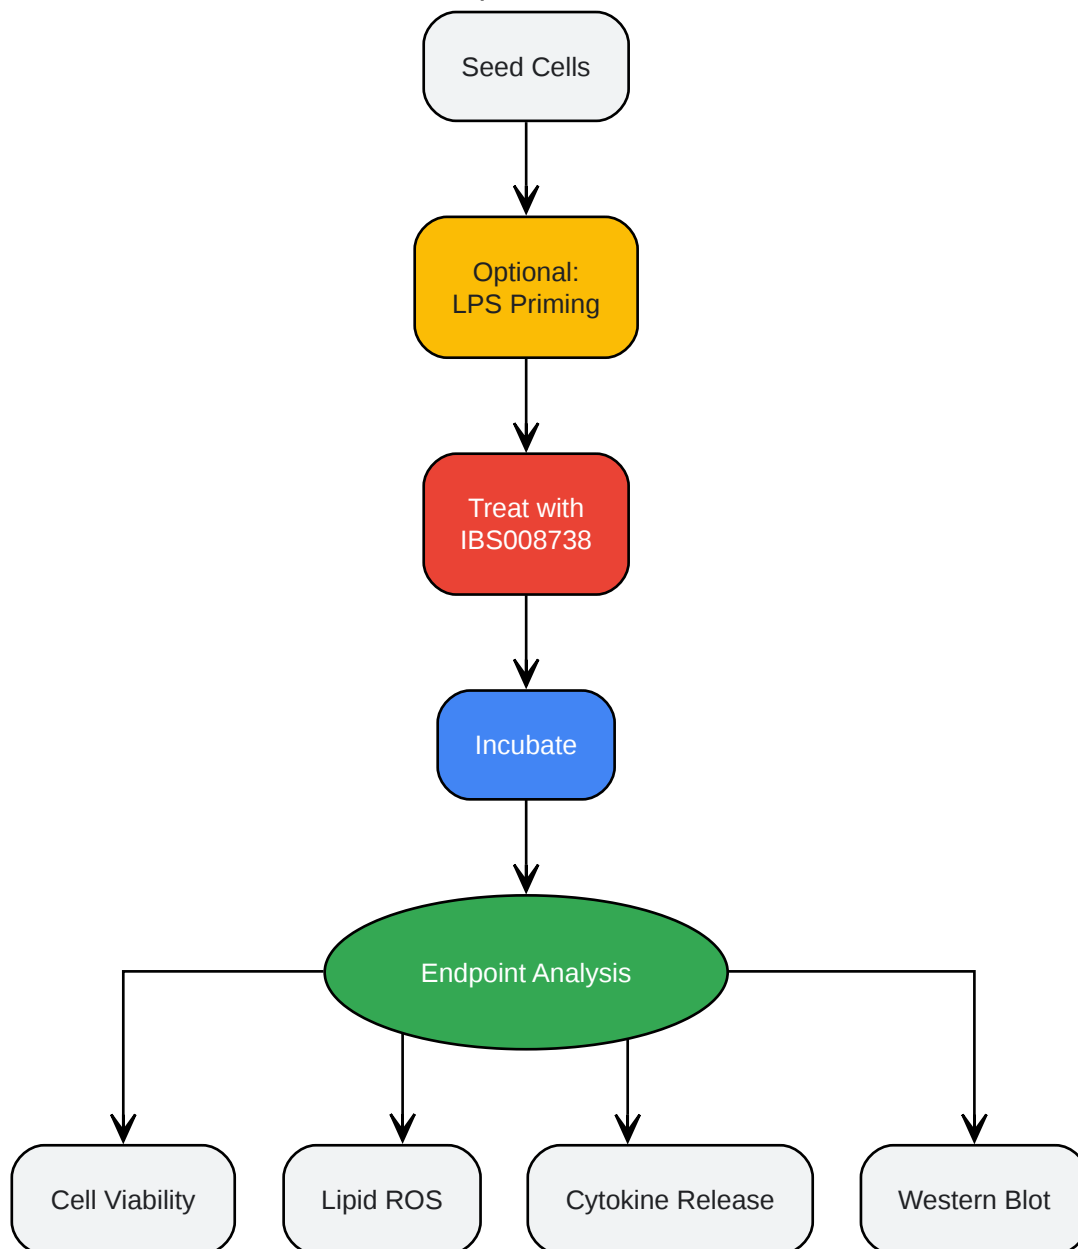 Seed Cells
Optional:
LPS Priming
Treat with
IBS008738
Incubate
Endpoint Analysis
Cell Viability
Lipid ROS
Cytokine Release
Western Blot